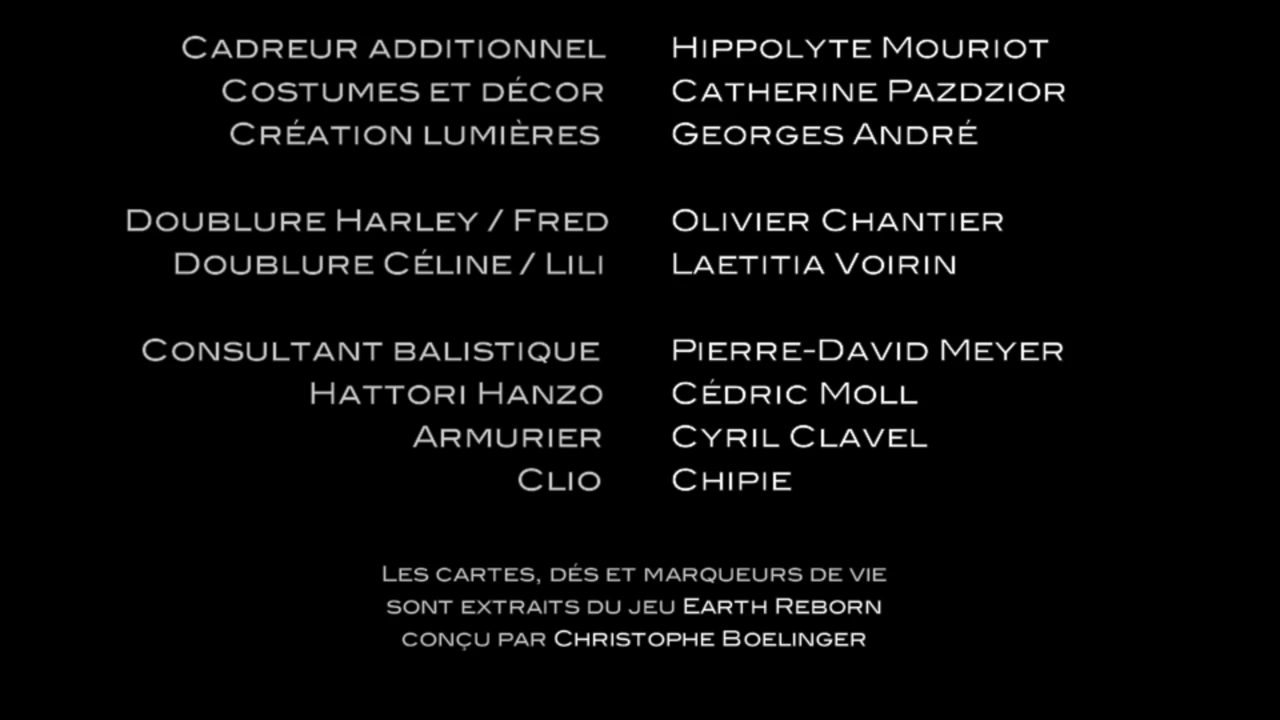 Cadreur additionnel Hippolyte Mouriot
Costumes et décor Catherine Pazdzior
Création lumières Georges André
Doublure Harley / Fred Olivier Chantier
Doublure Céline / Lili Laetitia Voirin
Consultant balistique Pierre-David Meyer
Hattori Hanzo Cédric Moll
Armurier Cyril Clavel
Clio Chipie
Les cartes, dés et marqueurs de vie
sont extraits du jeu Earth Reborn
conçu par Christophe Boelinger